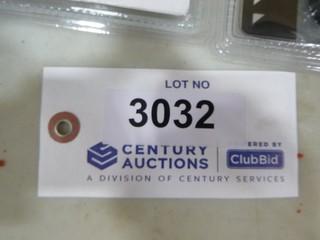 LOT NO
3032
CENTURY AUCTIONS
ERED BY
ClubBid
A DIVISION OF CENTURY SERVICES